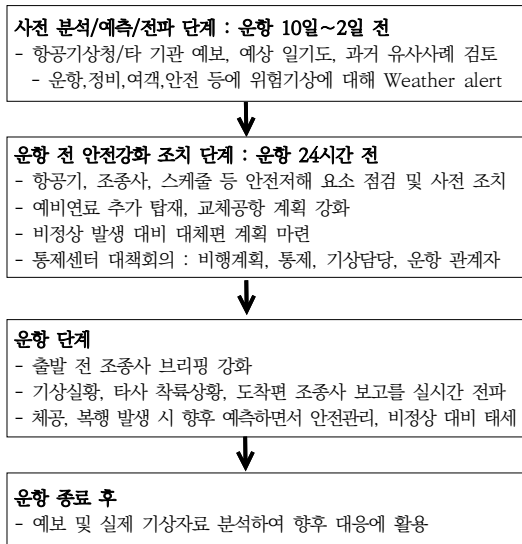 사전 분석/예측/전파 단계 : 운항 10일~2일 전
- 항공기상청/타 기관 예보, 예상 일기도, 과거 유사사례 검토
- 운항,정비,여객,안전 등에 위험기상에 대해 Weather alert
운항 전 안전강화 조치 단계 : 운항 24시간 전
- 항공기, 조종사, 스케줄 등 안전저해 요소 점검 및 사전 조치
- 예비연료 추가 탑재, 교체공항 계획 강화
- 비정상 발생 대비 대체편 계획 마련
- 통제센터 대책회의 : 비행계획, 통제, 기상담당, 운항 관계자
운항 단계
- 출발 전 조종사 브리핑 강화
- 기상실황, 타사 착륙상황, 도착편 조종사 보고를 실시간 전파
- 체공, 복행 발생 시 향후 예측하면서 안전관리, 비정상 대비 태세
운항 종료 후
- 예보 및 실제 기상자료 분석하여 향후 대응에 활용